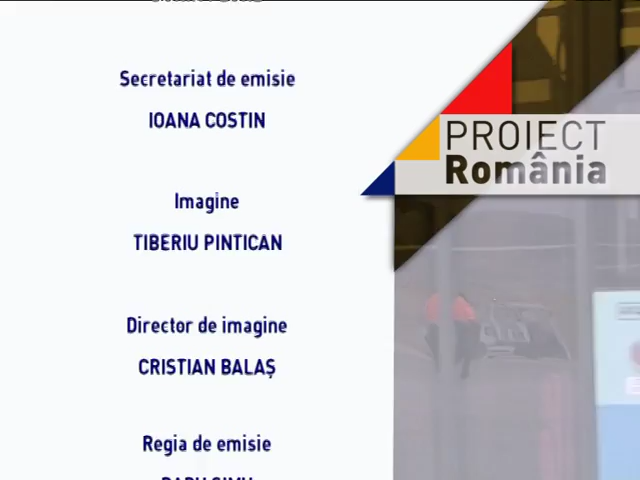 Secretariat de emisie
IOANA COSTIN
Imagine
TIBERIU PINTICAN
Director de imagine
CRISTIAN BALAȘ
Regia de emisie
PROIECT
România